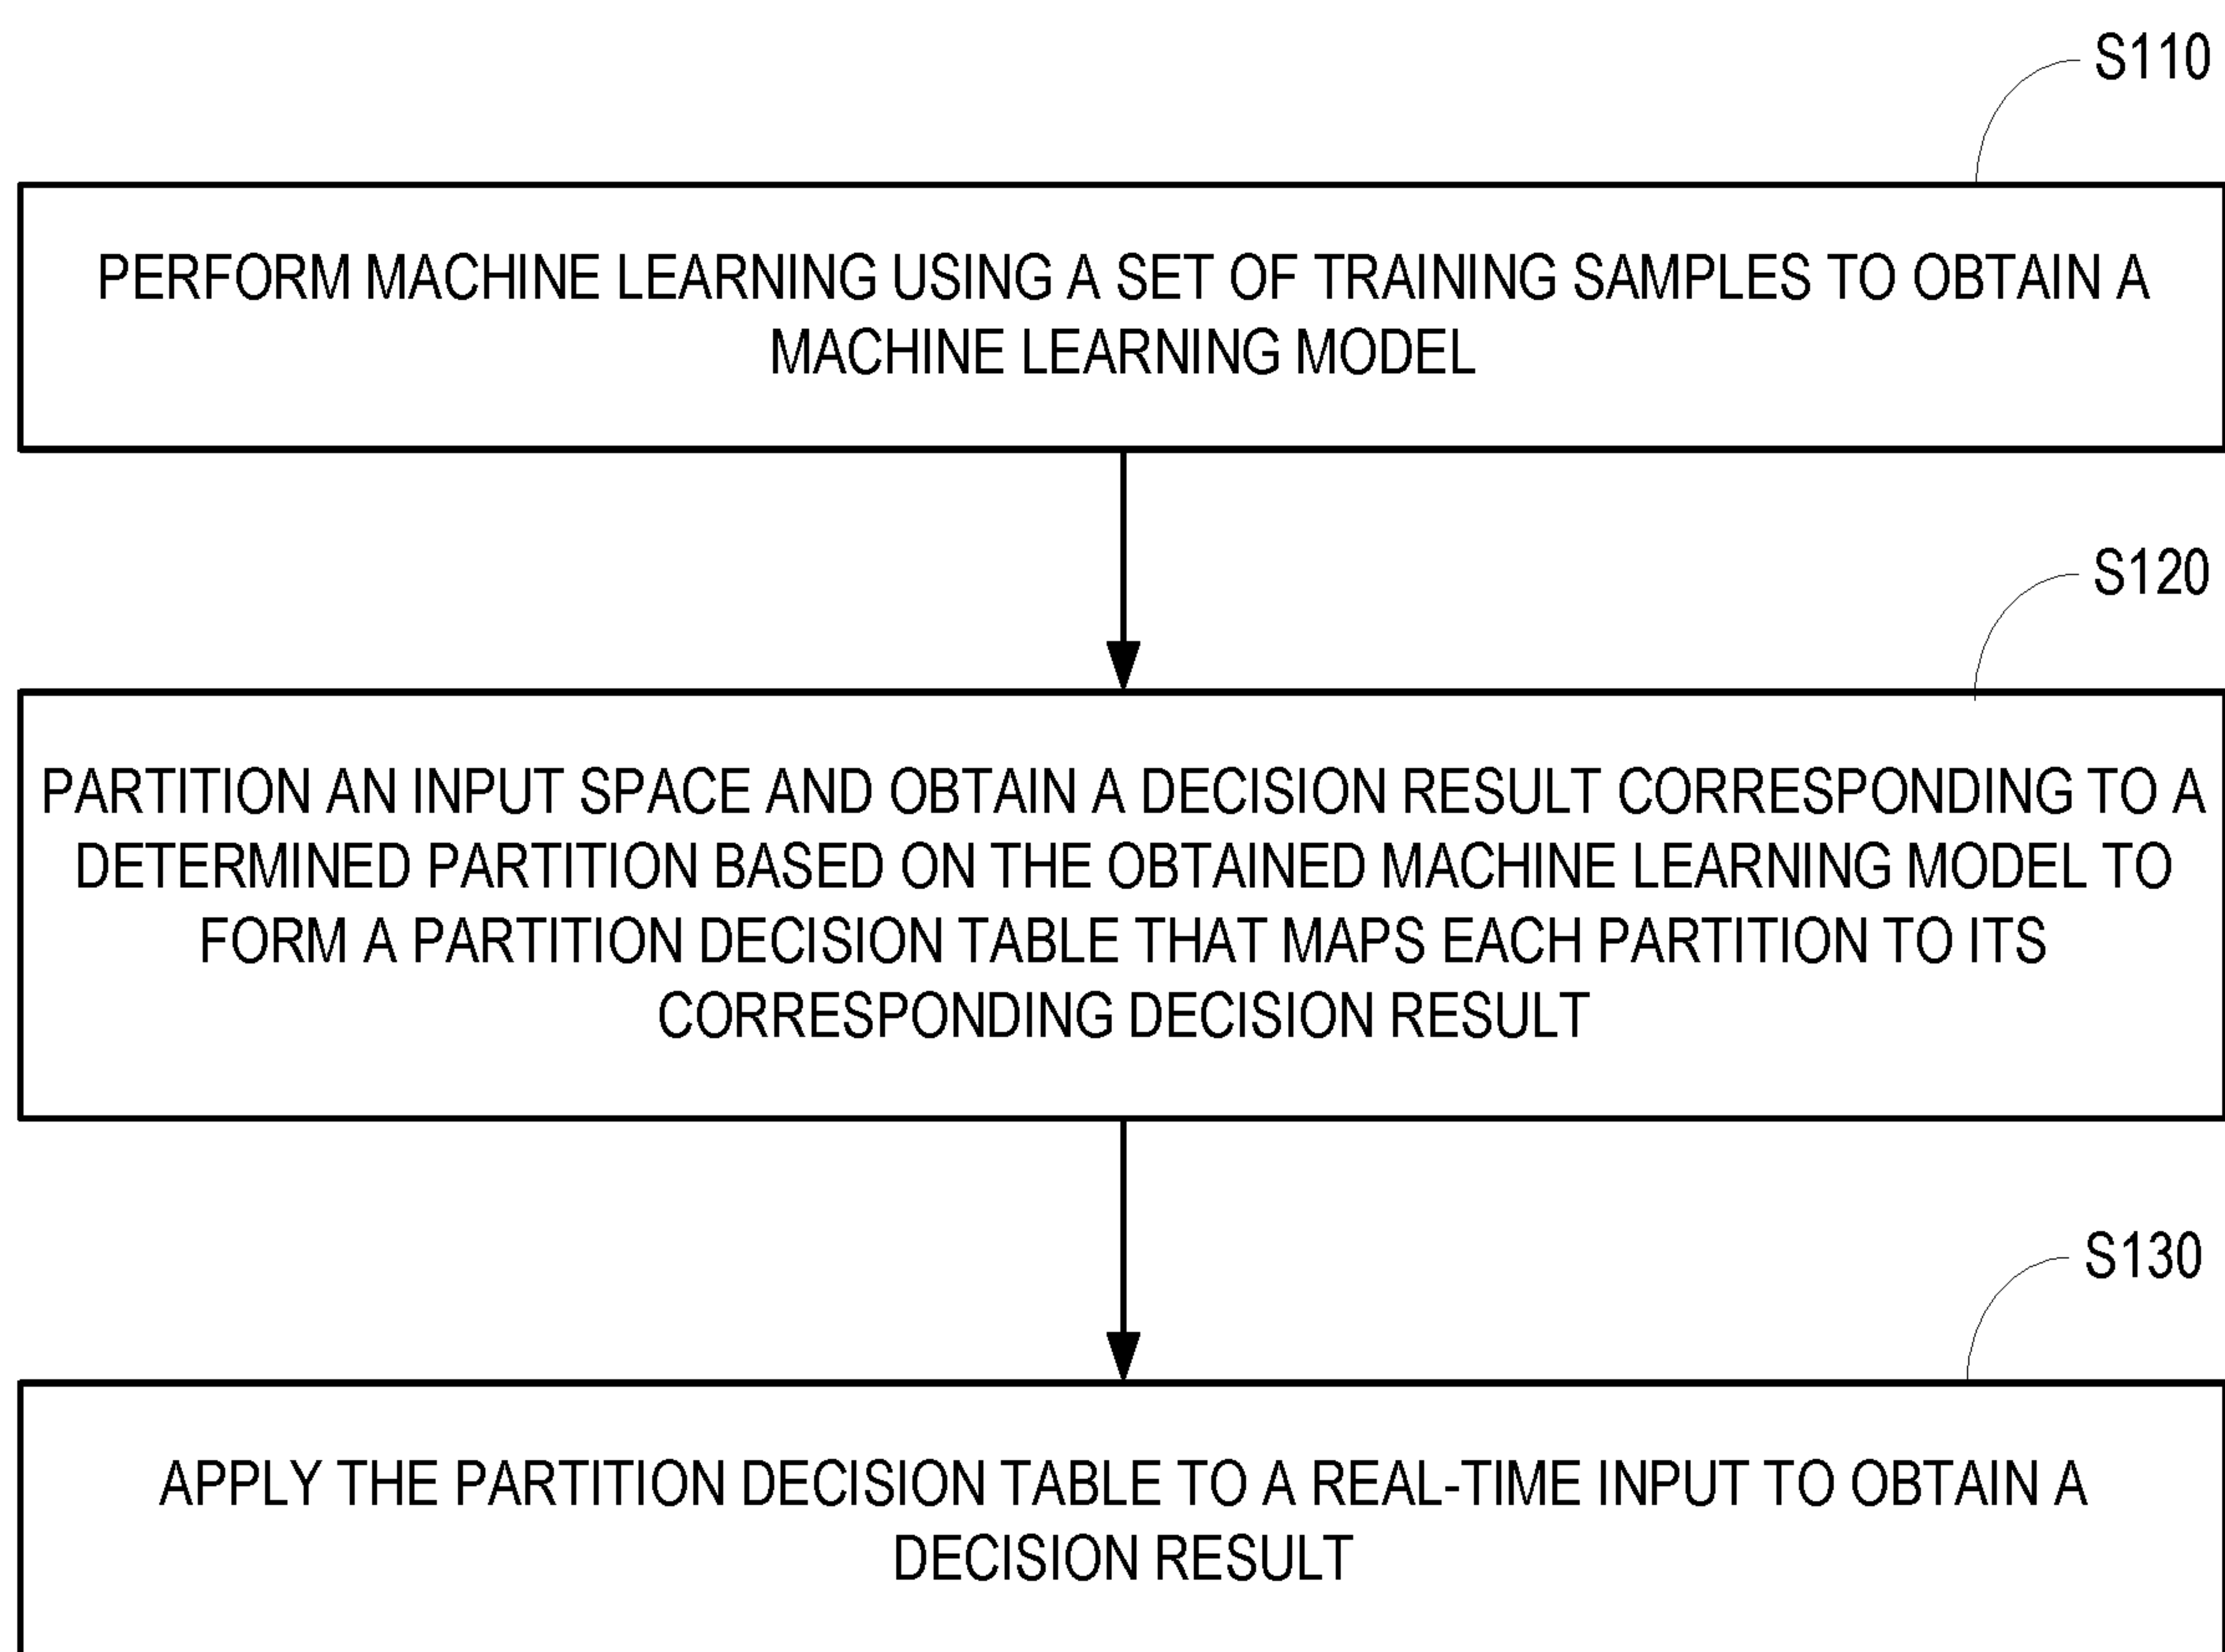 S110
PERFORM MACHINE LEARNING USING A SET OF TRAINING SAMPLES TO OBTAIN A
MACHINE LEARNING MODEL
S120
PARTITION AN INPUT SPACE AND OBTAIN A DECISION RESULT CORRESPONDING TO A
DETERMINED PARTITION BASED ON THE OBTAINED MACHINE LEARNING MODEL TO
FORM A PARTITION DECISION TABLE THAT MAPS EACH PARTITION TO ITS
CORRESPONDING DECISION RESULT
S130
APPLY THE PARTITION DECISION TABLE TO A REAL-TIME INPUT TO OBTAIN A
DECISION RESULT